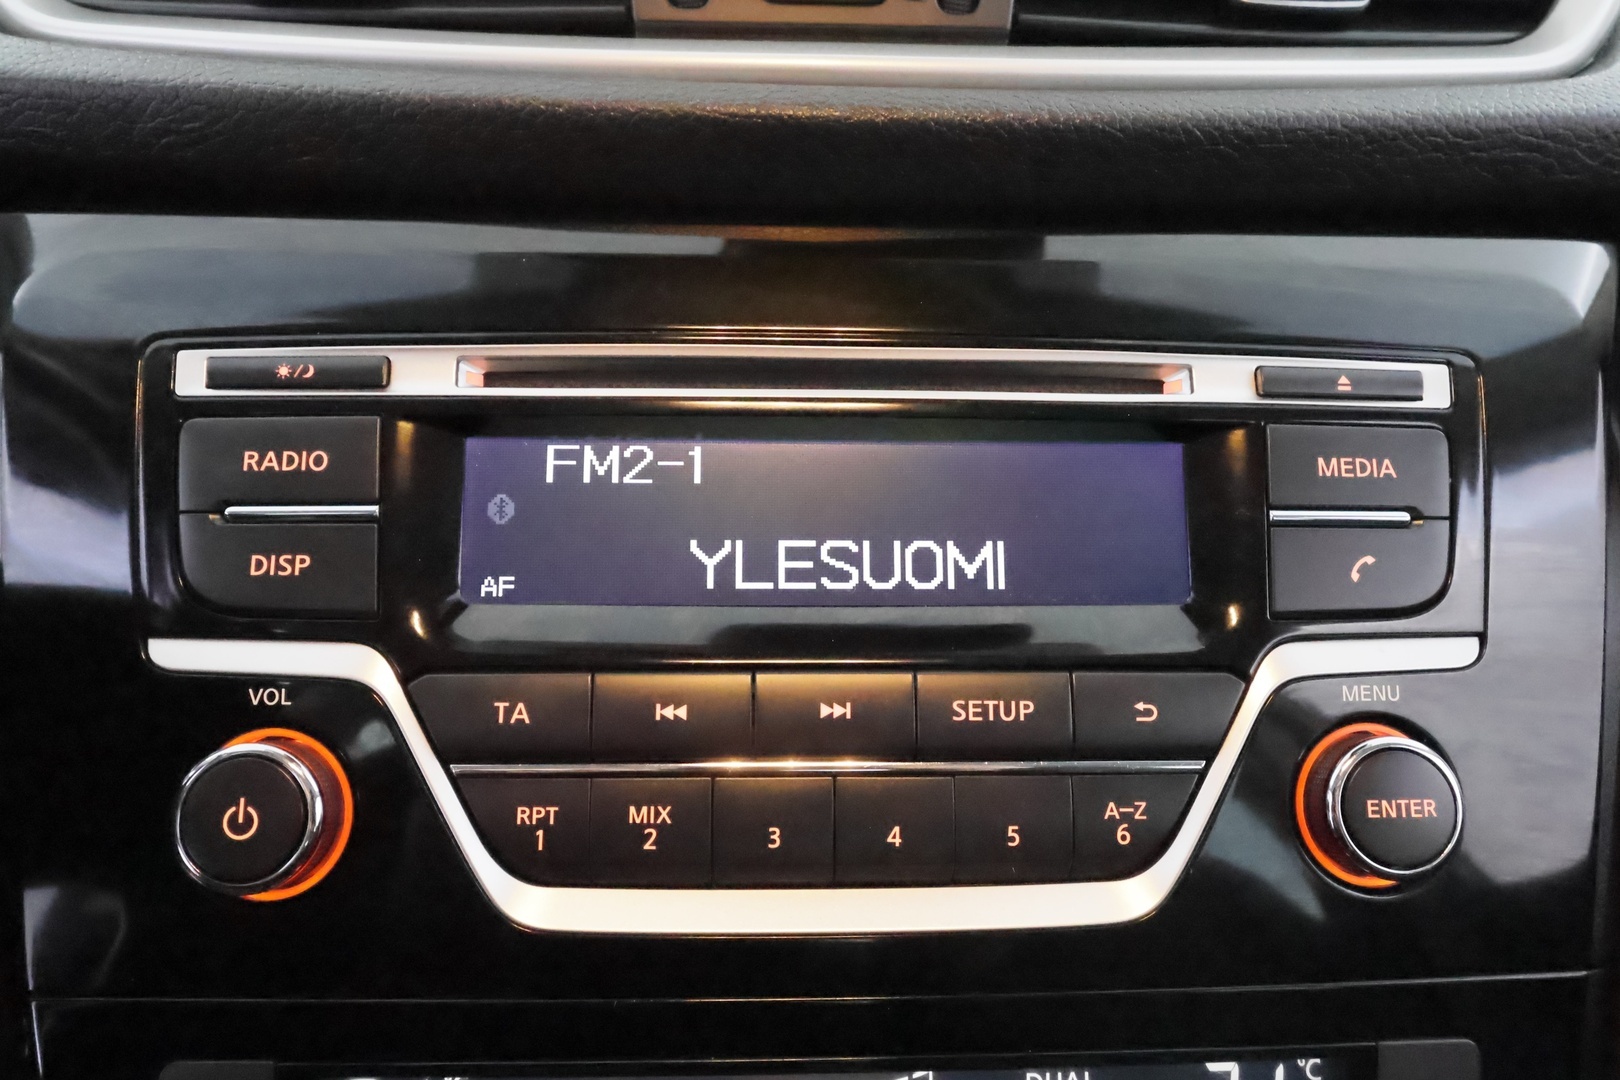 RADIO
DISP
FM2-1
AF
YLESUOMI
MEDIA
VOL
TA
SETUP
MENU
RPT
1
MIX
2
3
4
5
A-Z
6
ENTER
DUAL
°C